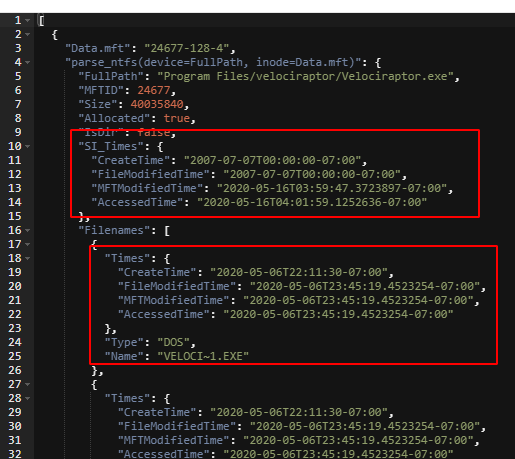 1 [
2 {
3 "Data.mft": "24677-128-4",
4 "parse_ntfs(device=FullPath, inode=Data.mft)": {
5 "FullPath": "Program Files/velociraptor/Velociraptor.exe",
6 "MFTID": 24677,
7 "Size": 40035840,
8 "Allocated": true,
9 "IsDir": false,
10 "SI_Times": {
11 "CreateTime": "2007-07-07T00:00:00-07:00",
12 "FileModifiedTime": "2007-07-07T00:00:00-07:00",
13 "MFTModifiedTime": "2020-05-16T03:59:47.3723897-07:00",
14 "AccessedTime": "2020-05-16T04:01:59.1252636-07:00"
15 },
16 "Filenames": [
17 {
18 "Times": {
19 "CreateTime": "2020-05-06T22:11:30-07:00",
20 "FileModifiedTime": "2020-05-06T23:45:19.4523254-07:00",
21 "MFTModifiedTime": "2020-05-06T23:45:19.4523254-07:00",
22 "AccessedTime": "2020-05-06T23:45:19.4523254-07:00"
23 },
24 "Type": "DOS",
25 "Name": "VELOCI~1.EXE"
26 },
27 {
28 "Times": {
29 "CreateTime": "2020-05-06T22:11:30-07:00",
30 "FileModifiedTime": "2020-05-06T23:45:19.4523254-07:00",
31 "MFTModifiedTime": "2020-05-06T23:45:19.4523254-07:00",
32 "AccessedTime": "2020-05-06T23:45:19.4523254-07:00"